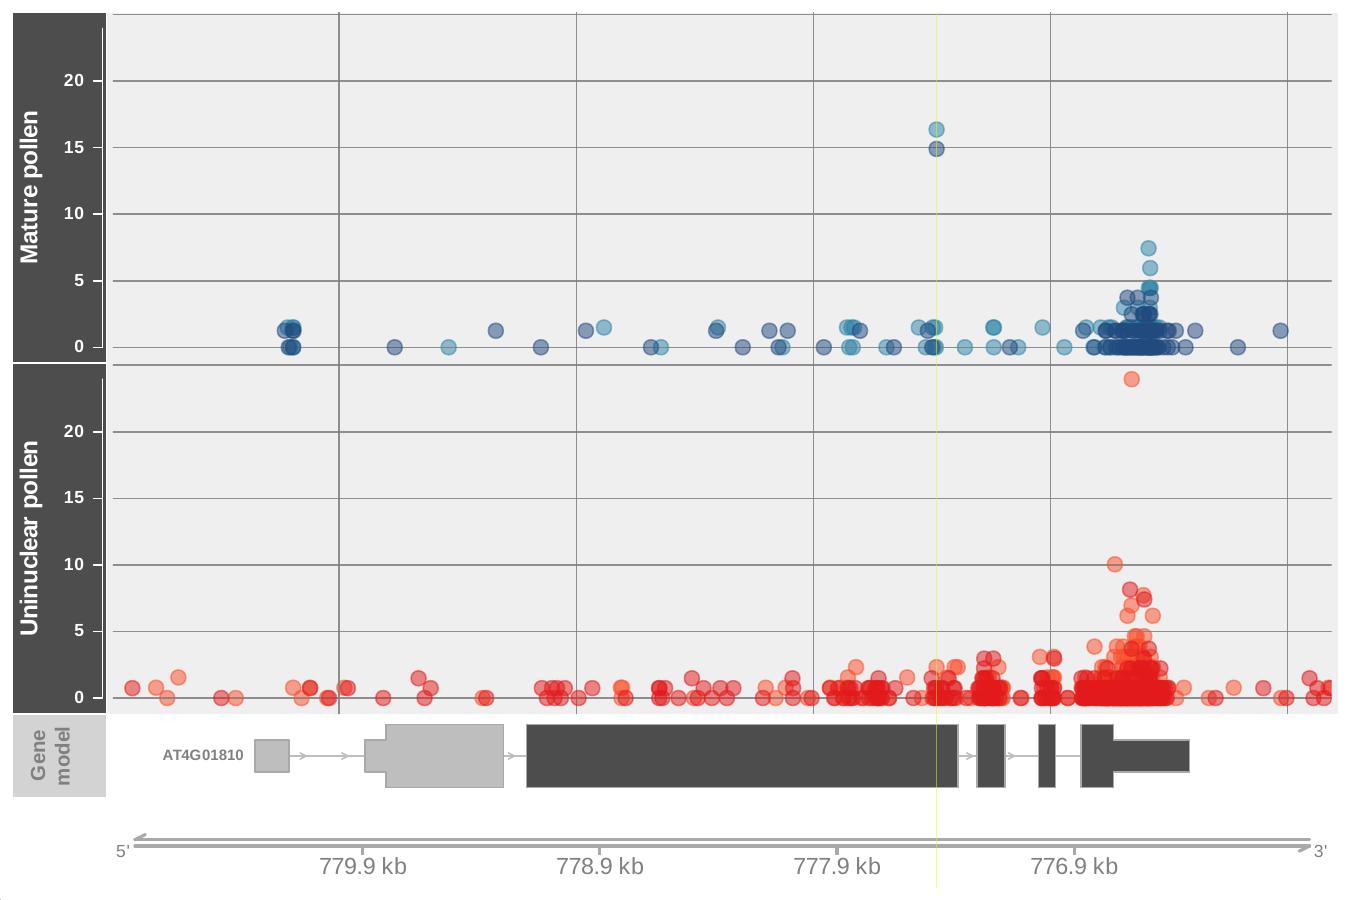 Mature pollen
20
15
10
5
0
Uninuclear pollen
20
15
10
5
0
Gene
model
AT4G01810
5'
3'
779.9 kb
778.9 kb
777.9 kb
776.9 kb